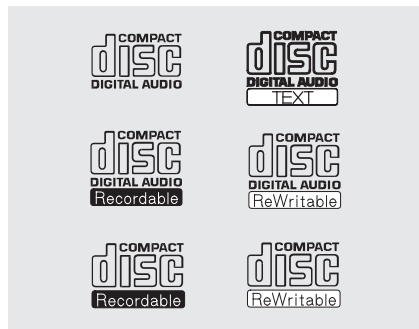 COMPACT
disc
DIGITAL AUDIO
COMPACT
disc
DIGITAL AUDIO
TEXT
COMPACT
disc
DIGITAL AUDIO
Recordable
COMPACT
disc
DIGITAL AUDIO
ReWritable
COMPACT
disc
Recordable
COMPACT
disc
ReWritable